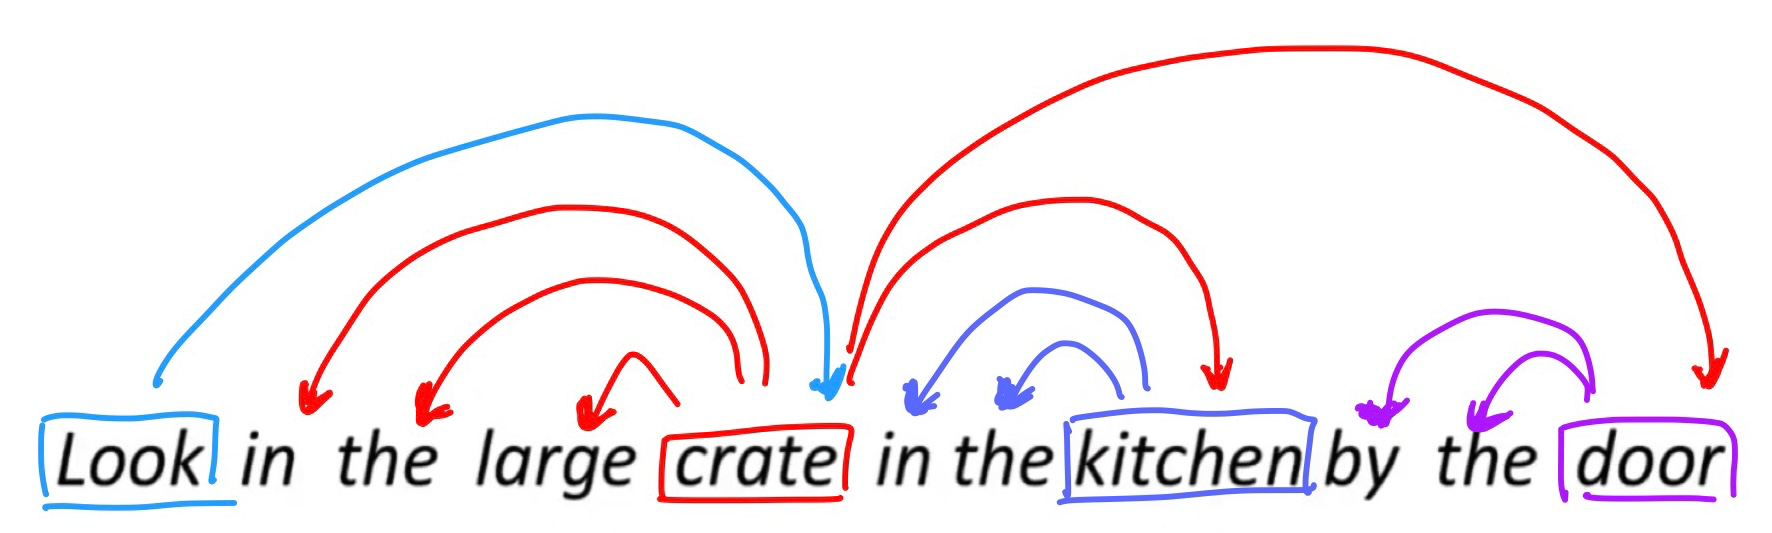 Look in the large crate in the kitchen by the door